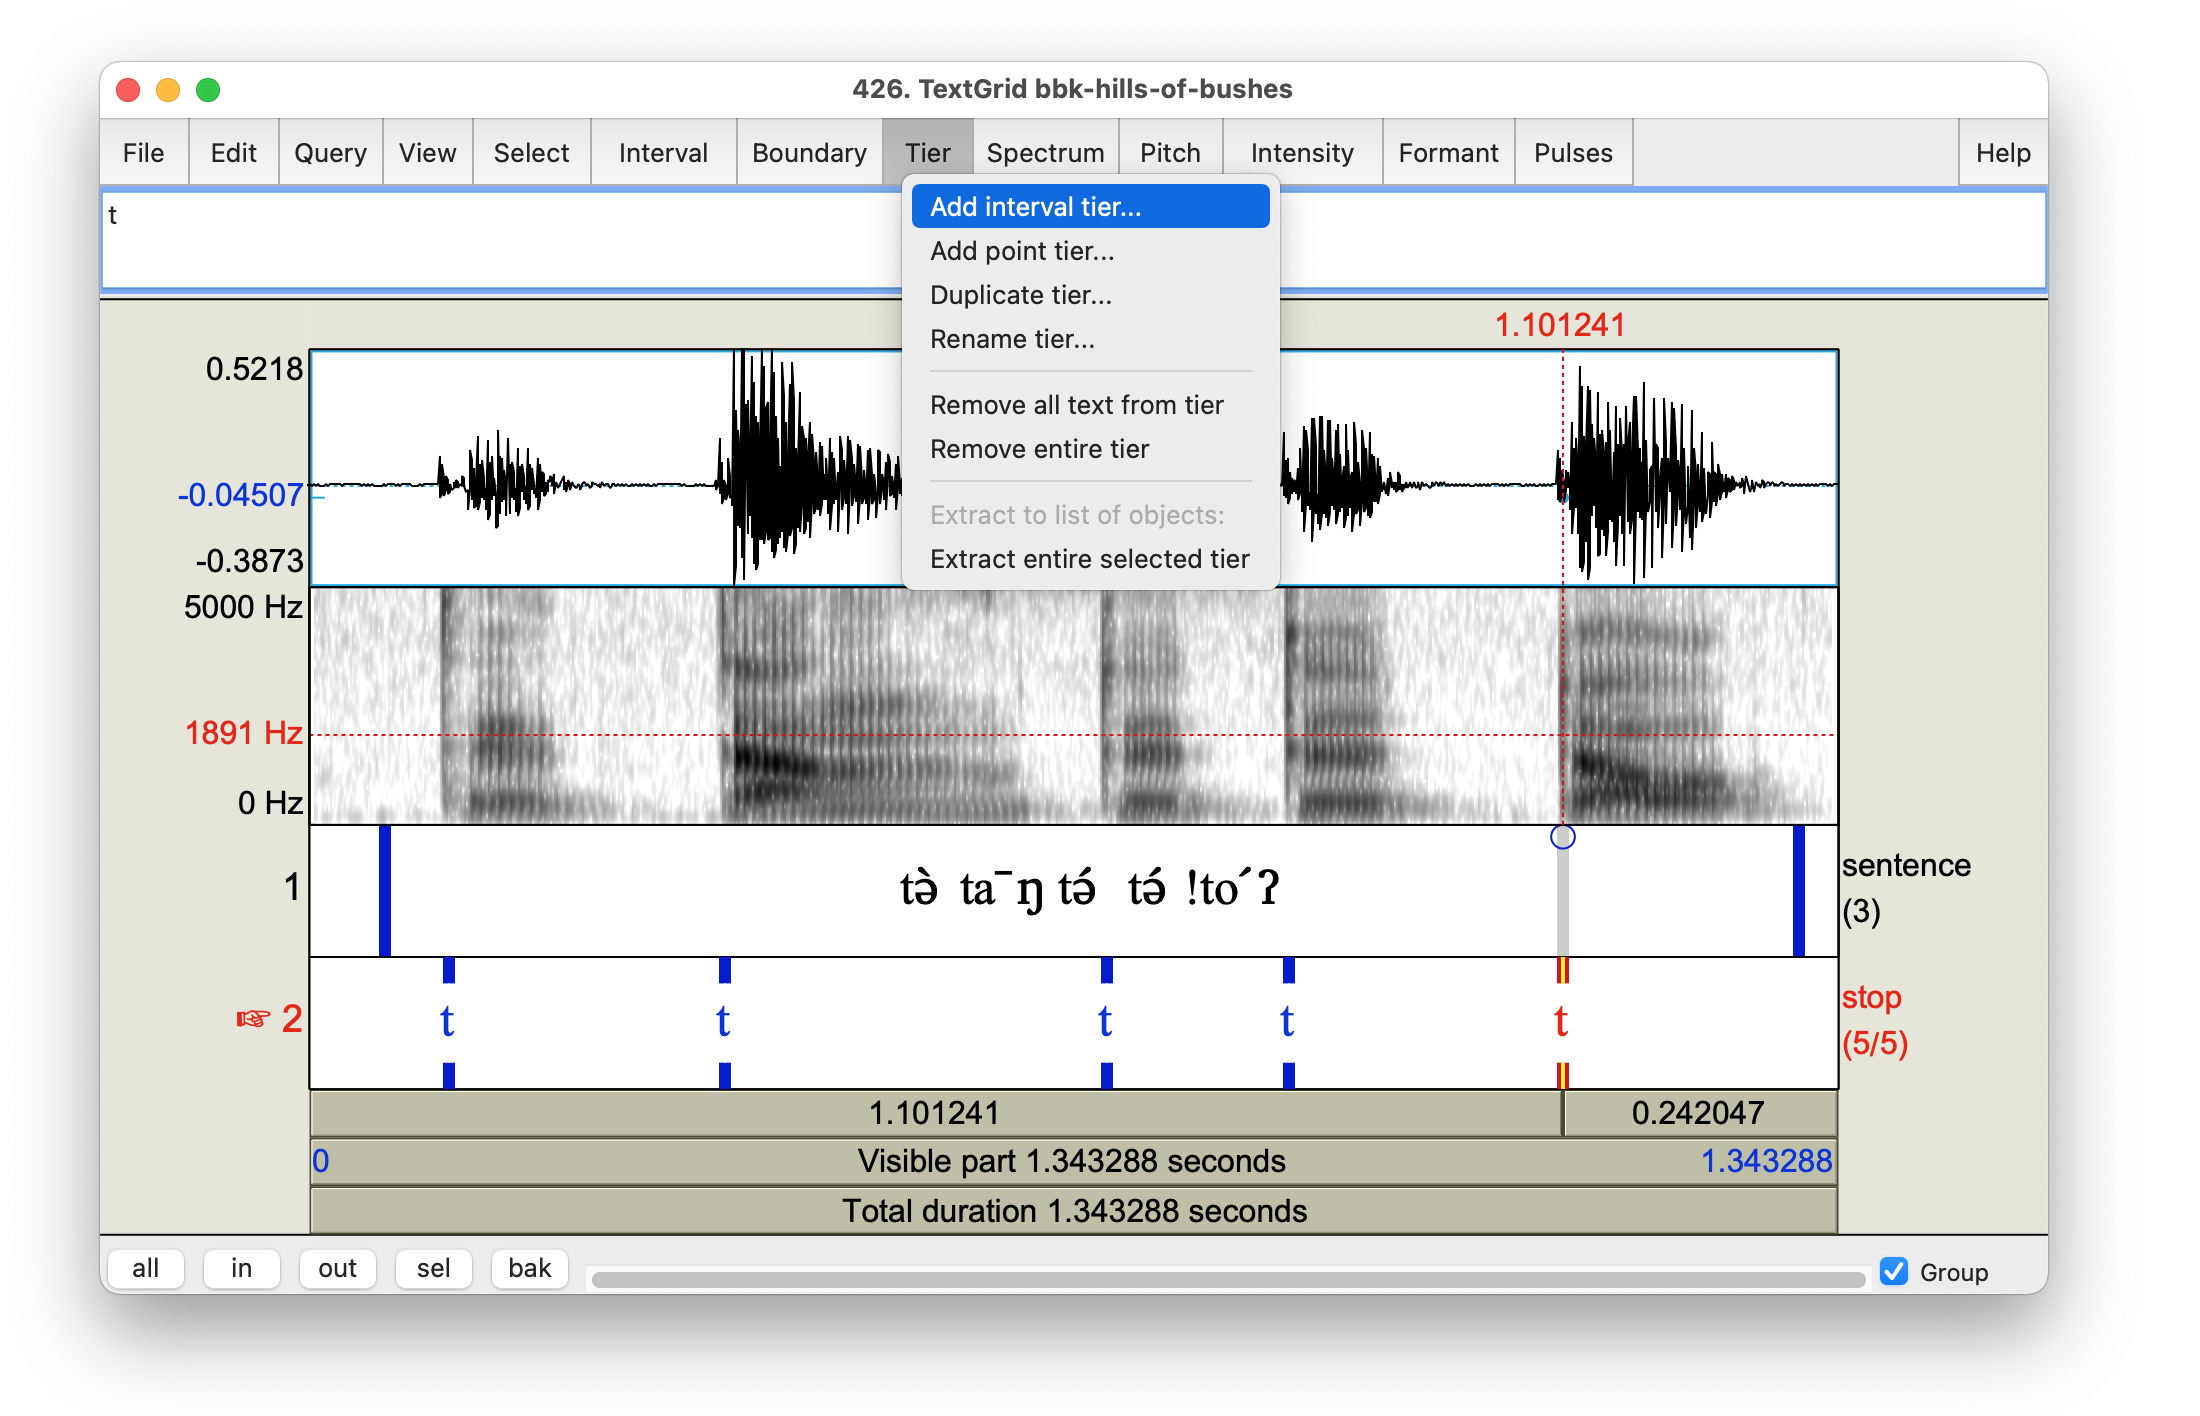 426. TextGrid bbk-hills-of-bushes
File Edit Query View Select Interval Boundary Tier Spectrum Pitch Intensity Formant Pulses Help
t
Add interval tier...
Add point tier...
Duplicate tier...
Rename tier...
Remove all text from tier
Remove entire tier
Extract to list of objects:
Extract entire selected tier
1.101241
0.5218
-0.04507
-0.3873
5000 Hz
1891 Hz
0 Hz
1 tə̀ ta¯ŋ tə́ tə́ !to´ʔ sentence
(3)
☞ 2 t t t t t stop
(5/5)
1.101241 0.242047
0 Visible part 1.343288 seconds 1.343288
Total duration 1.343288 seconds
all in out sel bak Group